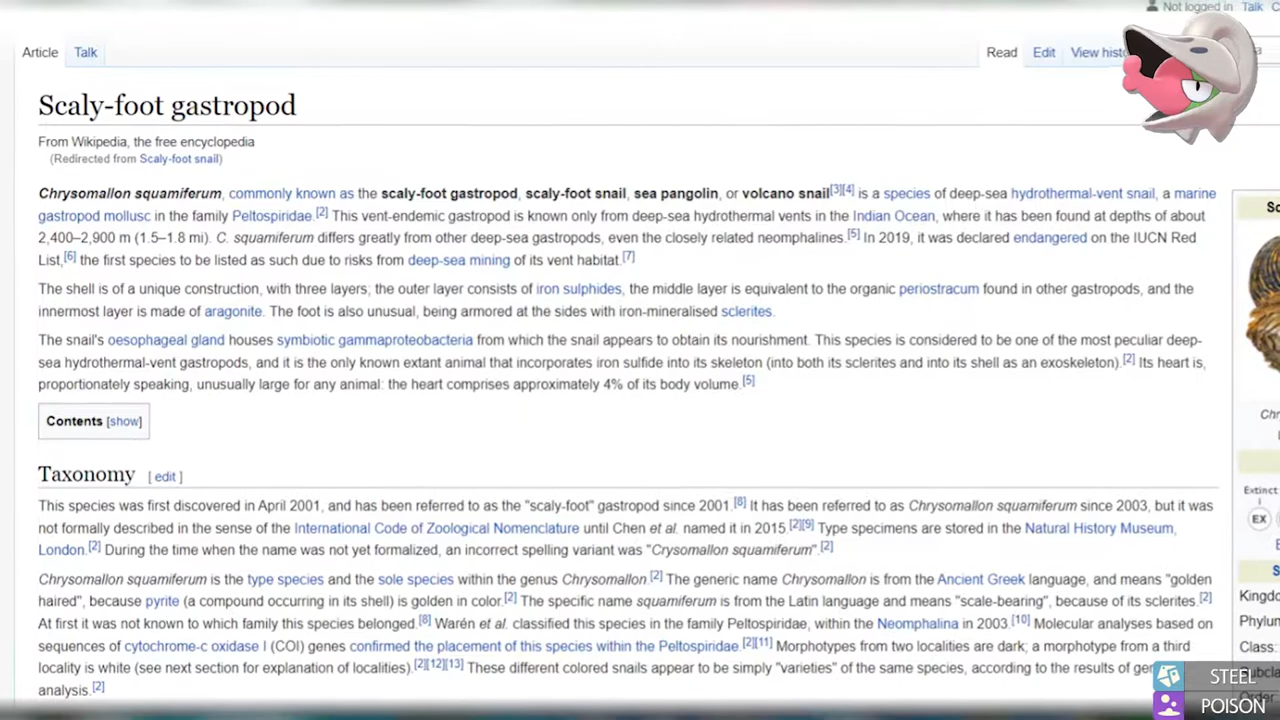 Not logged in Talk
Article Talk Read Edit View
Scaly-foot gastropod
From Wikipedia, the free encyclopedia
(Redirected from Scaly-foot snail)
Chrysomallon squamiferum, commonly known as the scaly-foot gastropod, scaly-foot snail, sea pangolin, or volcano snail[3][4] is a species of deep-sea hydrothermal-vent snail, a marine
gastropod mollusc in the family Peltospiridae.[2] This vent-endemic gastropod is known only from deep-sea hydrothermal vents in the Indian Ocean, where it has been found at depths of about
2,400–2,900 m (1.5–1.8 mi). C. squamiferum differs greatly from other deep-sea gastropods, even the closely related neomphalines.[5] In 2019, it was declared endangered on the IUCN Red
List,[6] the first species to be listed as such due to risks from deep-sea mining of its vent habitat.[7]
The shell is of a unique construction, with three layers; the outer layer consists of iron sulphides, the middle layer is equivalent to the organic periostracum found in other gastropods, and the
innermost layer is made of aragonite. The foot is also unusual, being armored at the sides with iron-mineralised sclerites.
The snail's oesophageal gland houses symbiotic gammaproteobacteria from which the snail appears to obtain its nourishment. This species is considered to be one of the most peculiar deep-
sea hydrothermal-vent gastropods, and it is the only known extant animal that incorporates iron sulfide into its skeleton (into both its sclerites and into its shell as an exoskeleton).[2] Its heart is,
proportionately speaking, unusually large for any animal: the heart comprises approximately 4% of its body volume.[5]
Contents [show]
Taxonomy [ edit ]
This species was first discovered in April 2001, and has been referred to as the "scaly-foot" gastropod since 2001.[8] It has been referred to as Chrysomallon squamiferum since 2003, but it was
not formally described in the sense of the International Code of Zoological Nomenclature until Chen et al. named it in 2015.[2][9] Type specimens are stored in the Natural History Museum,
London.[2] During the time when the name was not yet formalized, an incorrect spelling variant was "Crysomallon squamiferum".[2]
Chrysomallon squamiferum is the type species and the sole species within the genus Chrysomallon.[2] The generic name Chrysomallon is from the Ancient Greek language, and means "golden
haired", because pyrite (a compound occurring in its shell) is golden in color.[2] The specific name squamiferum is from the Latin language and means "scale-bearing", because of its sclerites.[2]
At first it was not known to which family this species belonged.[8] Warén et al. classified this species in the family Peltospiridae, within the Neomphalina in 2003.[10] Molecular analyses based on
sequences of cytochrome-c oxidase I (COI) genes confirmed the placement of this species within the Peltospiridae.[2][11] Morphotypes from two localities are dark; a morphotype from a third
locality is white (see next section for explanation of localities).[2][12][13] These different colored snails appear to be simply "varieties" of the same species, according to the results of
analysis.[2]
Extinct
EX
STEEL
POISON